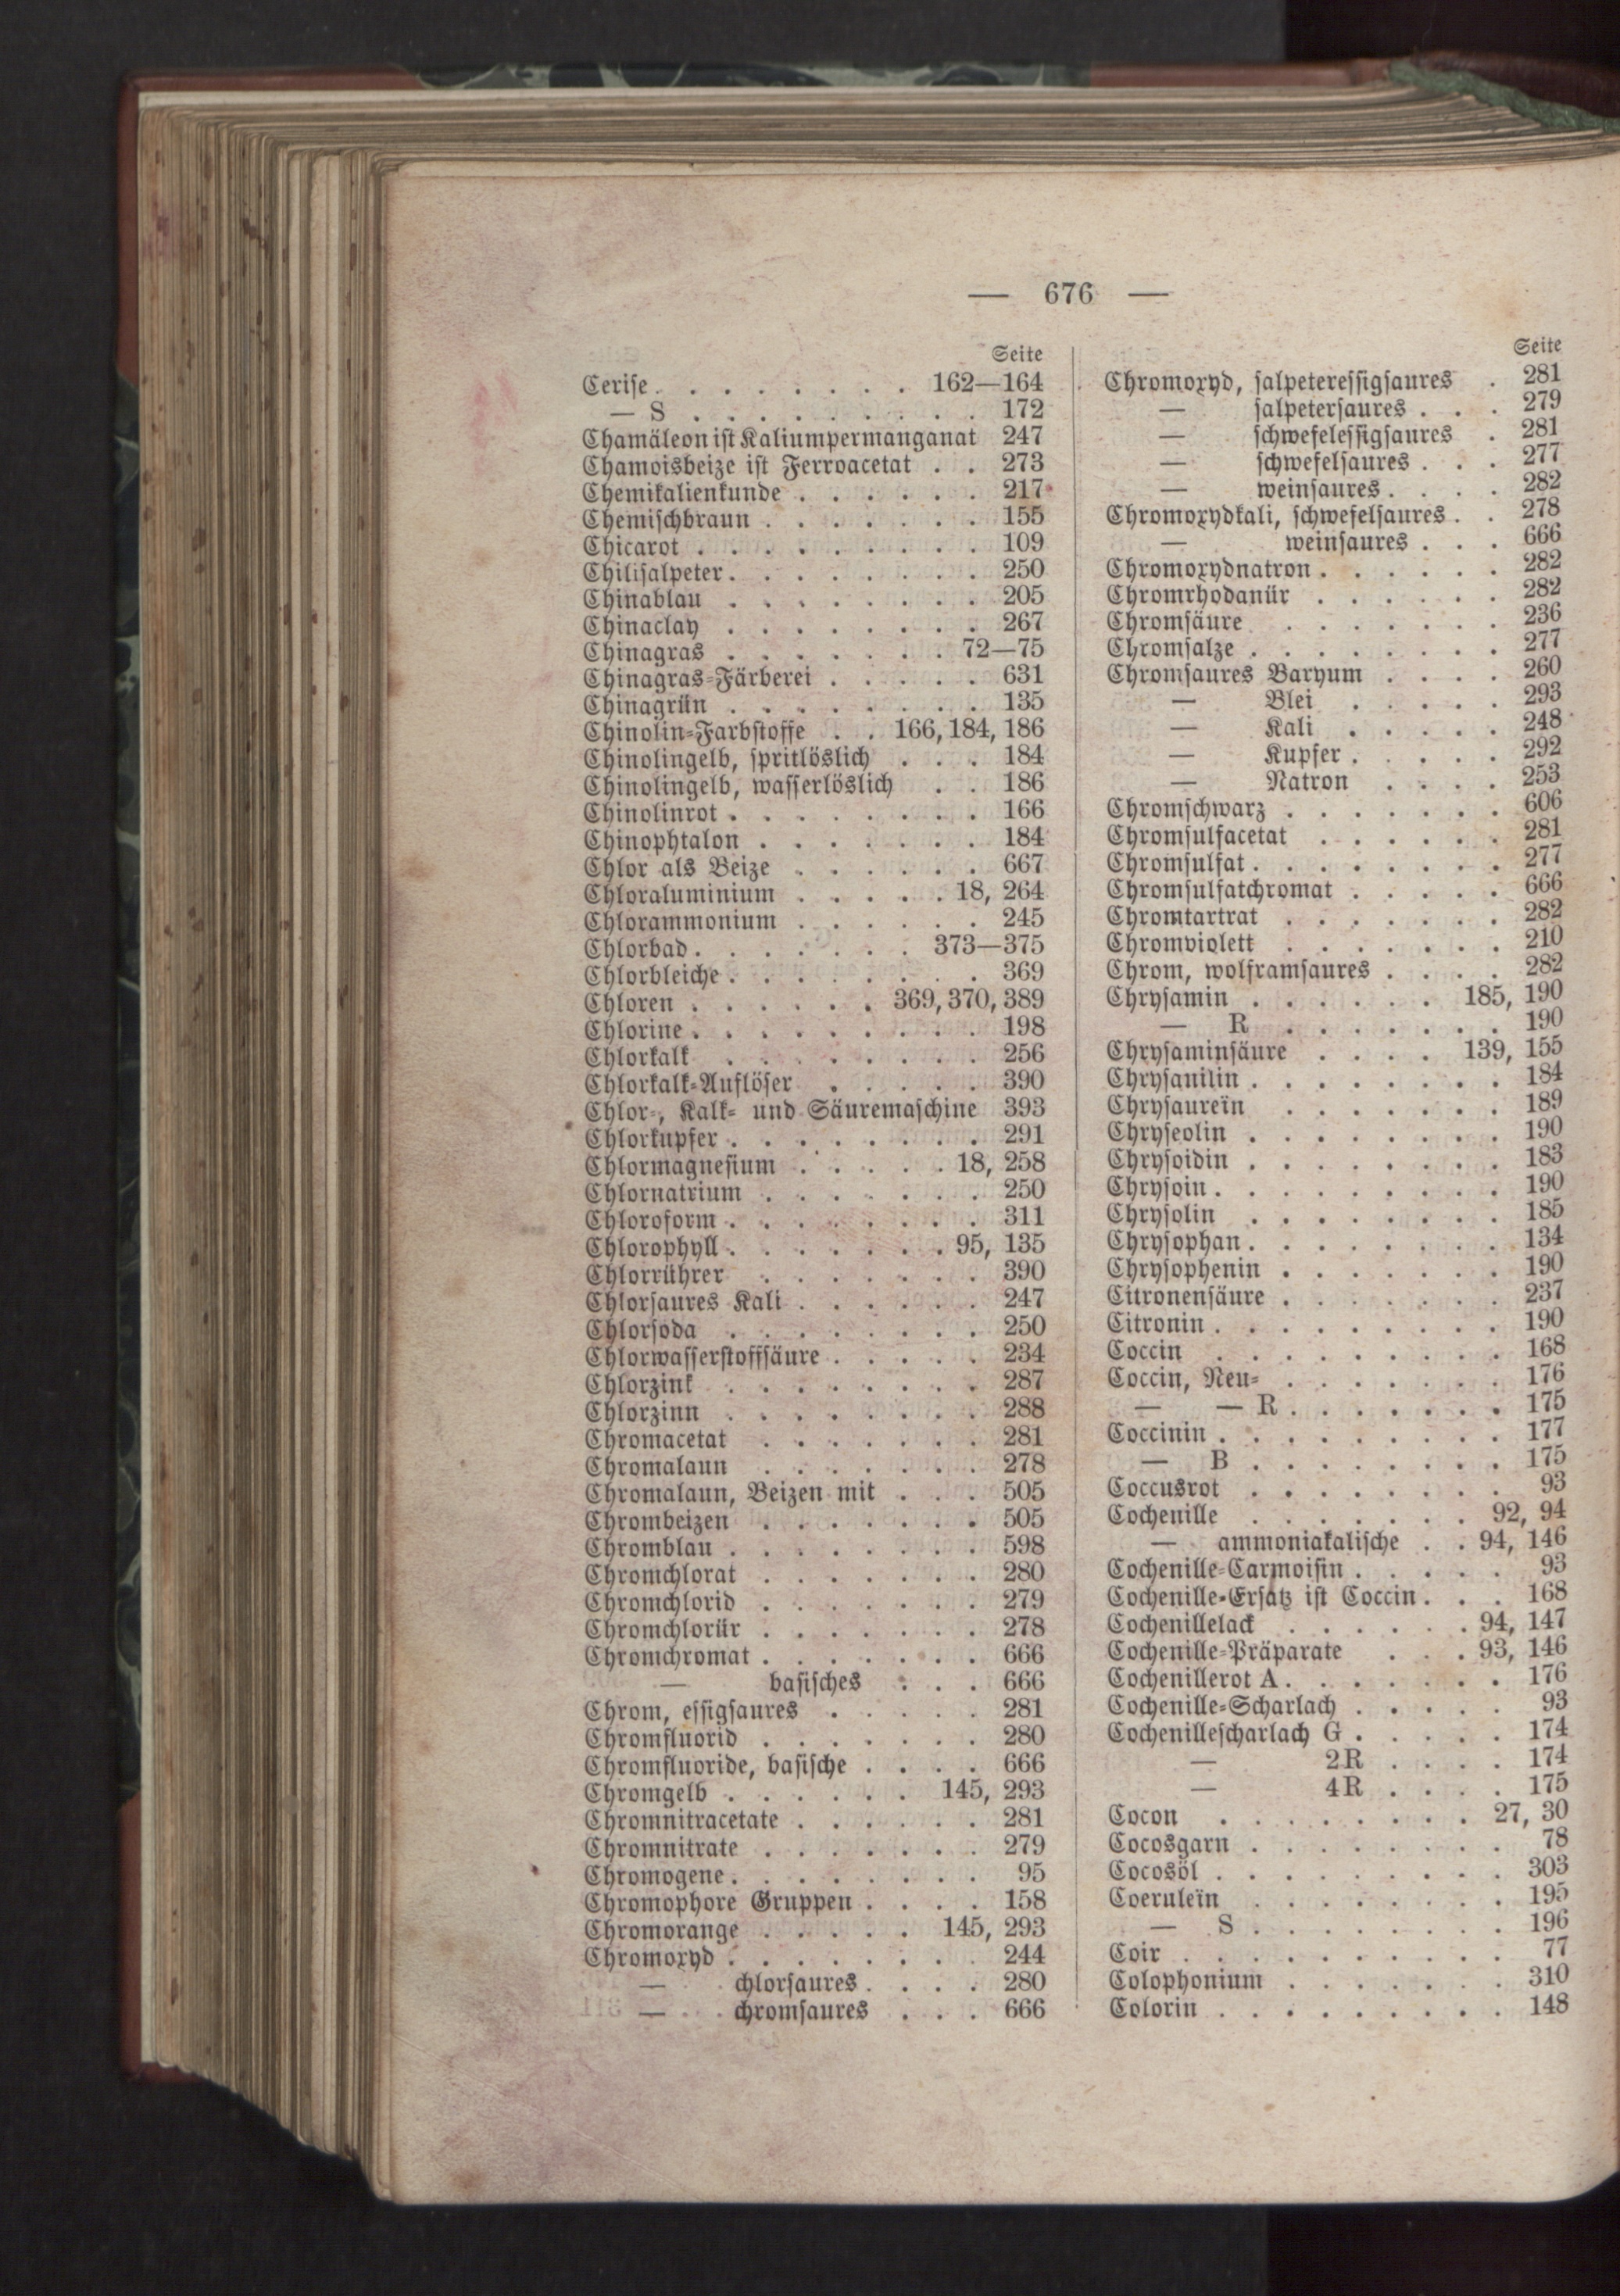 — 676 —
Seite
Cerise . . . . . . . . 162—164
— S . . . . . . . . . 172
Chamäleon ist Kaliumpermanganat 247
Chamoisbeize ist Ferroacetat . . 273
Chemikalienkunde . . . . . . 217
Chemischbraun . . . . . . . 155
Chicarot . . . . . . . . . 109
Chilisalpeter . . . . . . . . 250
Chinablau . . . . . . . . 205
Chinaclay . . . . . . . . 267
Chinagras . . . . . . . 72—75
Chinagras-Färberei . . . . . 631
Chinagrün . . . . . . . . 135
Chinolin-Farbstoffe . . 166, 184, 186
Chinolingelb, spritlöslich . . . 184
Chinolingelb, wasserlöslich . . 186
Chinolinrot . . . . . . . . 166
Chinophtalon . . . . . . . 184
Chlor als Beize . . . . . . 667
Chloraluminium . . . . . 18, 264
Chlorammonium . . . . . . 245
Chlorbad . . . . . . . 373—375
Chlorbleiche . . . . . . . . 369
Chloren . . . . . . 369, 370, 389
Chlorine . . . . . . . . . 198
Chlorkalk . . . . . . . . 256
Chlorkalk-Auflöser . . . . . 390
Chlor-, Kalk- und Säuremaschine 393
Chlorkupfer . . . . . . . . 291
Chlormagnesium . . . . . 18, 258
Chlornatrium . . . . . . . 250
Chloroform . . . . . . . . 311
Chlorophyll . . . . . . . 95, 135
Chlorrührer . . . . . . . 390
Chlorsaures Kali . . . . . . 247
Chlorsoda . . . . . . . . 250
Chlorwasserstoffsäure . . . . . 234
Chlorzink . . . . . . . . 287
Chlorzinn . . . . . . . . 288
Chromacetat . . . . . . . 281
Chromalaun . . . . . . . 278
Chromalaun, Beizen mit . . . 505
Chrombeizen . . . . . . . 505
Chromblau . . . . . . . . 598
Chromchlorat . . . . . . . 280
Chromchlorid . . . . . . . 279
Chromchlorür . . . . . . . 278
Chromchromat . . . . . . . 666
— basisches . . . 666
Chrom, essigsaures . . . . . 281
Chromfluorid . . . . . . . 280
Chromfluoride, basische . . . . 666
Chromgelb . . . . . . 145, 293
Chromnitracetate . . . . . . 281
Chromnitrate . . . . . . . 279
Chromogene . . . . . . . . 95
Chromophore Gruppen . . . . 158
Chromorange . . . . . 145, 293
Chromoxyd . . . . . . . . 244
— chlorsaures . . . . 280
— chromsaures . . . 666
Seite
Chromoxyd, salpeteressigsaures . 281
— salpetersaures . . . 279
— schwefelessigsaures . 281
— schwefelsaures . . . 277
— weinsaures . . . . 282
Chromoxydkali, schwefelsaures . . 278
— weinsaures . . . 666
Chromoxydnatron . . . . . . 282
Chromrhodanür . . . . . . 282
Chromsäure . . . . . . . 236
Chromsalze . . . . . . . . 277
Chromsaures Baryum . . . . 260
— Blei . . . . . 293
— Kali . . . . . 248
— Kupfer . . . . . 292
— Natron . . . . 253
Chromschwarz . . . . . . . 606
Chromsulfacetat . . . . . . 281
Chromsulfat . . . . . . . . 277
Chromsulfatchromat . . . . . 666
Chromtartrat . . . . . . . 282
Chromviolett . . . . . . . 210
Chrom, wolframsaures . . . . 282
Chrysamin . . . . . . 185, 190
— R . . . . . . . 190
Chrysaminsäure . . . . 139, 155
Chrysanilin . . . . . . . . 184
Chrysaureïn . . . . . . . 189
Chryseolin . . . . . . . . 190
Chrysoidin . . . . . . . . 183
Chrysoin . . . . . . . . . 190
Chrysolin . . . . . . . . 185
Chrysophan . . . . . . . . 134
Chrysophenin . . . . . . . 190
Citronensäure . . . . . . . 237
Citronin . . . . . . . . . 190
Coccin . . . . . . . . . 168
Coccin, Neu- . . . . . . . 176
— — R . . . . . . . 175
Coccinin . . . . . . . . . 177
— B . . . . . . . . 175
Coccusrot . . . . . . . . 93
Cochenille . . . . . . . 92, 94
— ammoniakalische . . 94, 146
Cochenille-Carmoisin . . . . . 93
Cochenille-Ersatz ist Coccin . . . 168
Cochenillelack . . . . . . 94, 147
Cochenille-Präparate . . . 93, 146
Cochenillerot A . . . . . . . 176
Cochenille-Scharlach . . . . . 93
Cochenillescharlach G . . . . . 174
— 2R . . . . 174
— 4R . . . . 175
Cocon . . . . . . . . 27, 30
Cocosgarn . . . . . . . . 78
Cocosöl . . . . . . . . . 303
Coeruleïn . . . . . . . . 195
— S . . . . . . . . 196
Coir . . . . . . . . . . 77
Colophonium . . . . . . . 310
Colorin . . . . . . . . . 148